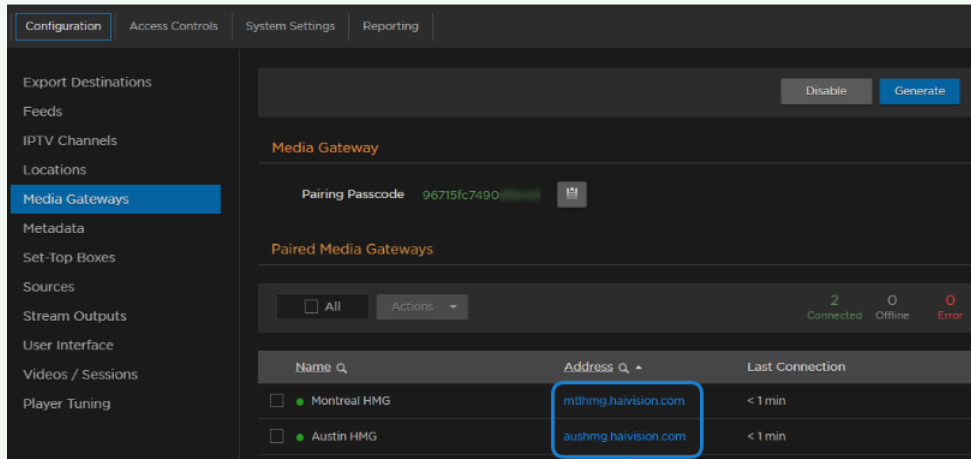 Configuration Access Controls System Settings Reporting
Export Destinations
Feeds
IPTV Channels
Locations
Media Gateways
Metadata
Set-Top Boxes
Sources
Stream Outputs
User Interface
Videos / Sessions
Player Tuning
Disable Generate
Media Gateway
Pairing Passcode 96715fc7490
Paired Media Gateways
All Actions 2 0 0
Connected Offline Error
Name Address Last Connection
Montreal HMG mtlhmg.haivision.com < 1 min
Austin HMG aushmg.haivision.com < 1 min